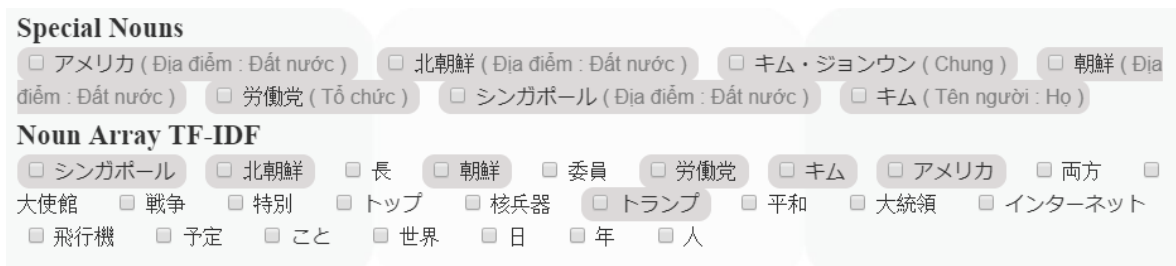 Special Nouns
アメリカ ( Địa điểm : Đất nước ) 北朝鮮 ( Địa điểm : Đất nước ) キム・ジョンウン ( Chung ) 朝鮮 ( Địa
điểm : Đất nước ) 労働党 ( Tổ chức ) シンガポール ( Địa điểm : Đất nước ) キム ( Tên người : Họ )
Noun Array TF-IDF
シンガポール 北朝鮮 長 朝鮮 委員 労働党 キム アメリカ 両方
大使館 戦争 特別 トップ 核兵器 トランプ 平和 大統領 インターネット
飛行機 予定 こと 世界 日 年 人